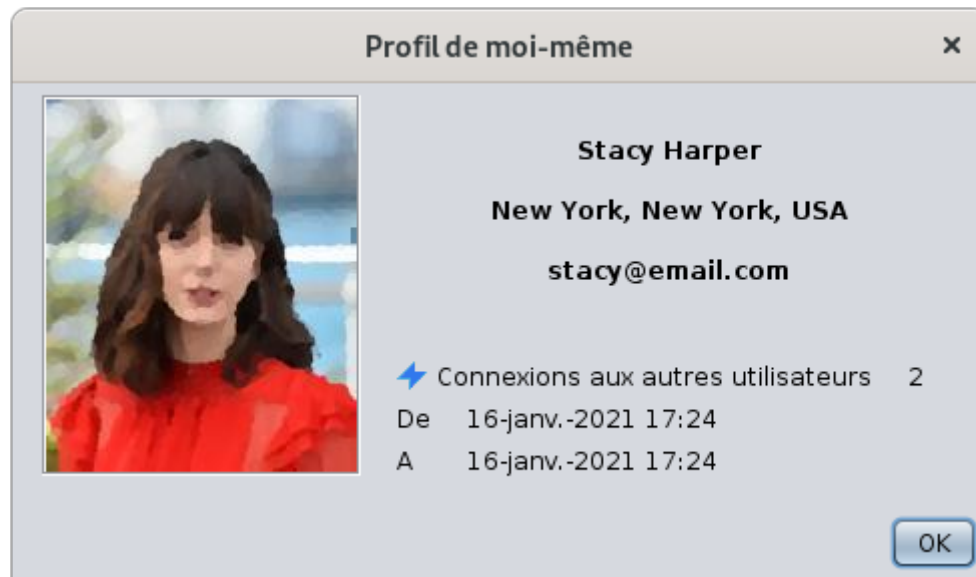 Profil de moi-même
Stacy Harper
New York, New York, USA
stacy@email.com
Connexions aux autres utilisateurs 2
De 16-janv.-2021 17:24
A 16-janv.-2021 17:24
OK